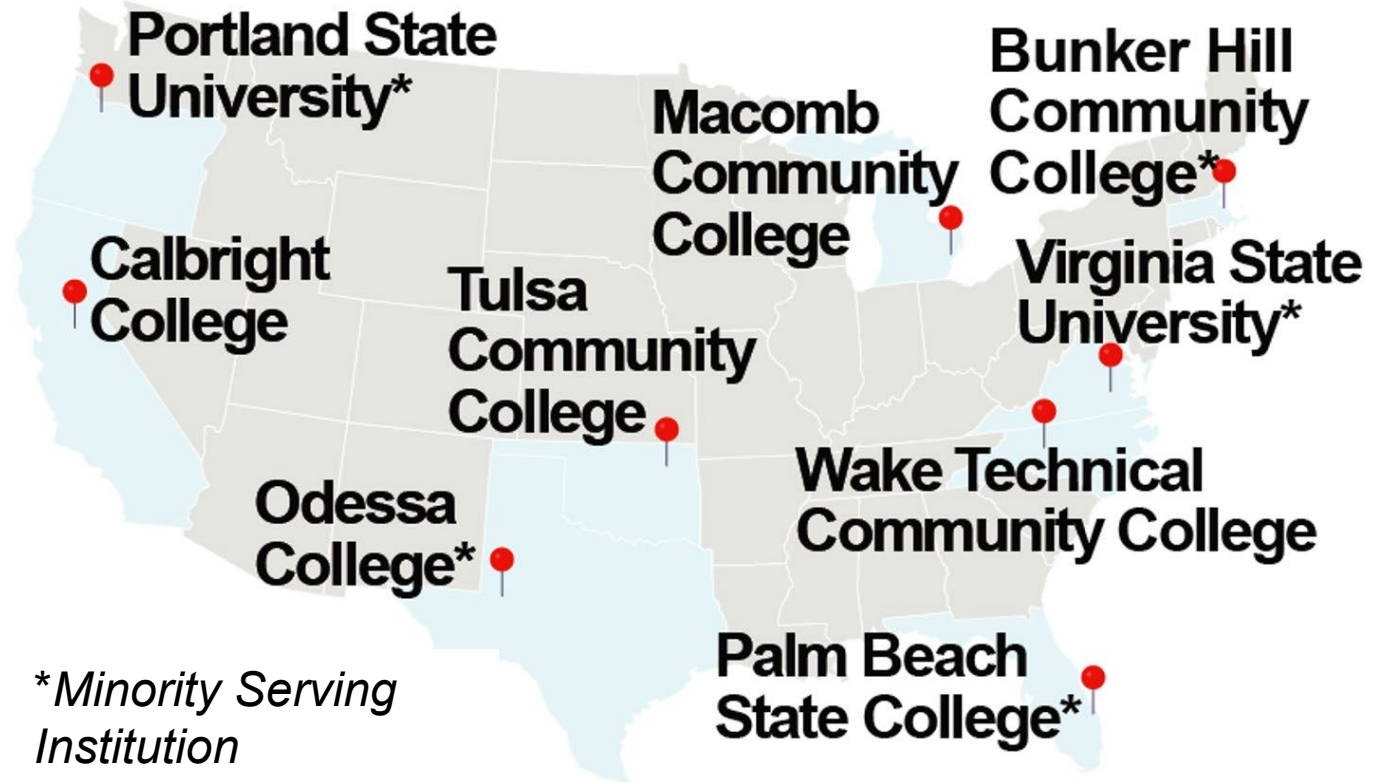 Portland State
University*
Bunker Hill
Community
College*
Macomb
Community
College
Calbright
College
Tulsa
Community
College
Virginia State
University*
Odessa
College*
Wake Technical
Community College
Palm Beach
State College*
*Minority Serving
Institution